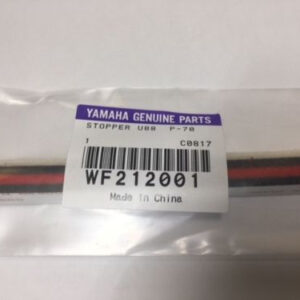 YAMAHA GENUINE PARTS
STOPPER U88 P-70
1 C0817
WF212001
Made in China